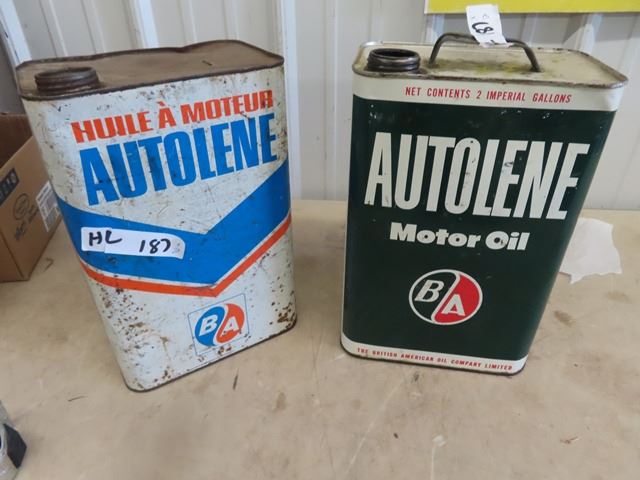 HUILE À MOTEUR
AUTOLENE
HL 187
BA
187
NET CONTENTS 2 IMPERIAL GALLONS
AUTOLENE
Motor Oil
BA
THE BRITISH AMERICAN OIL COMPANY LIMITED